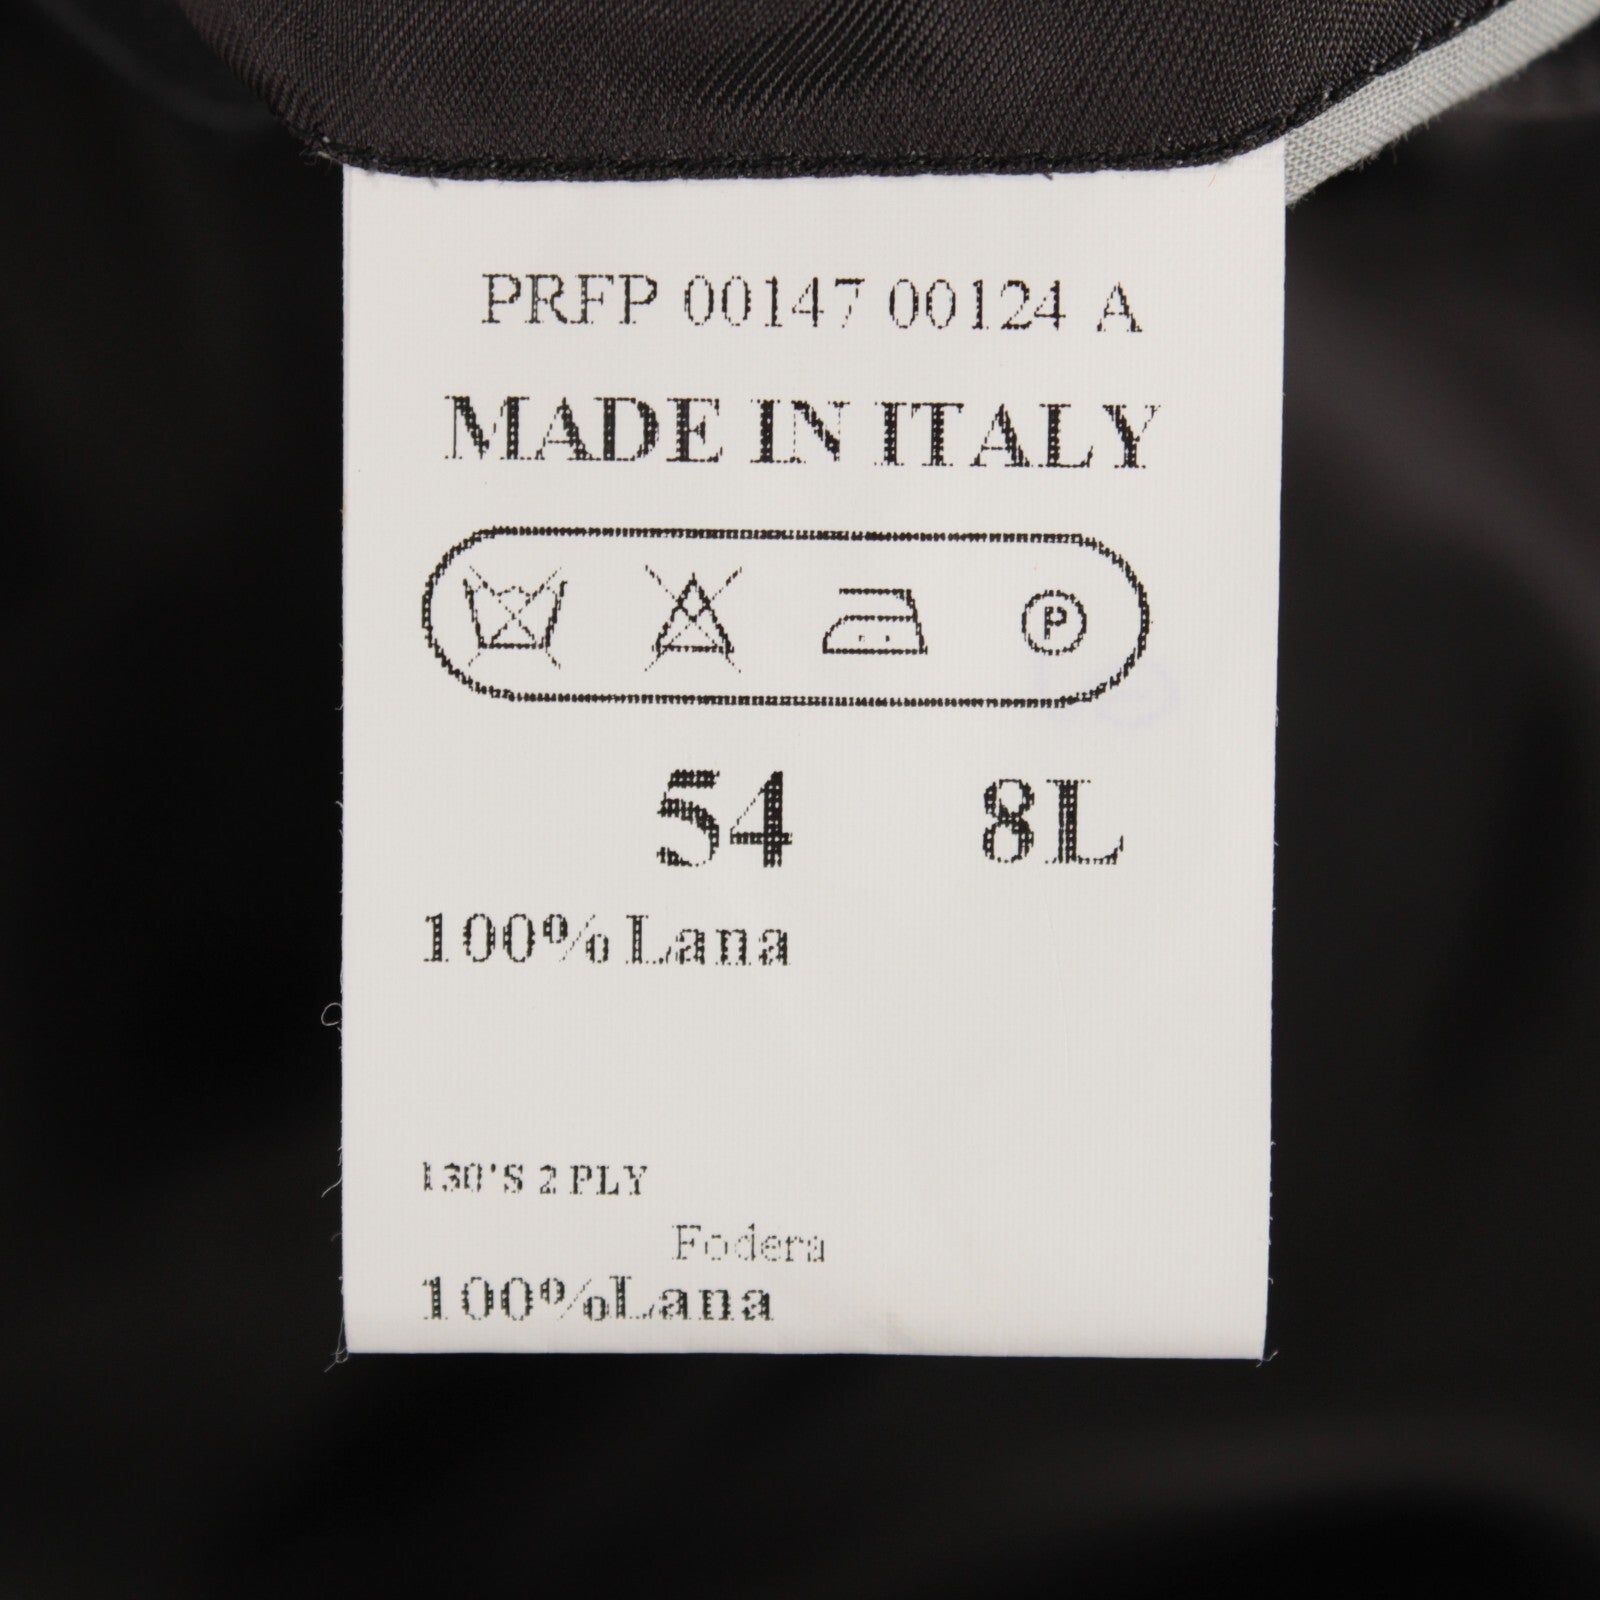 PRFP 00147 00124 A
MADE IN ITALY
P
54 8L
100% Lana
130'S 2 PLY
Fodera
100%Lana